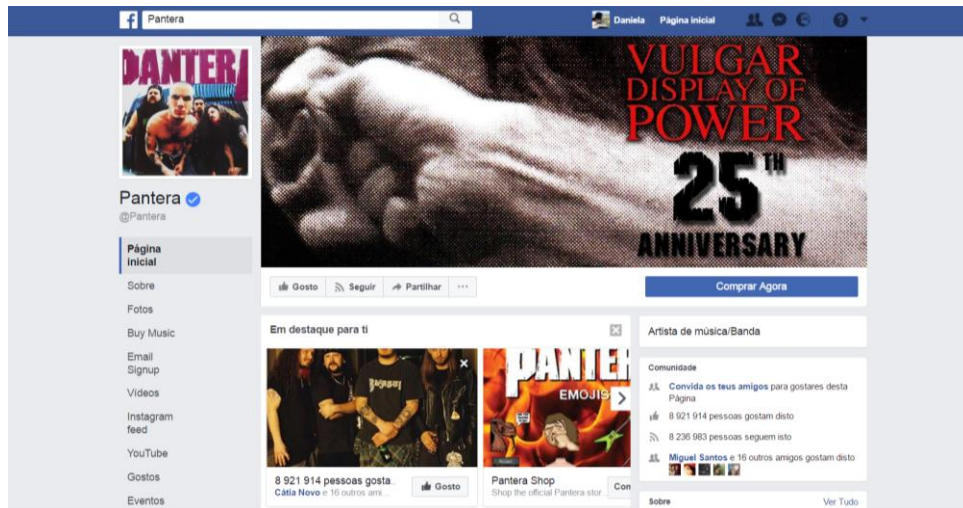 Pantera
Daniela
Página inicial
PANTERA
VULGAR
DISPLAY OF
POWER
25TH
ANNIVERSARY
Pantera
@Pantera
Página
inicial
Sobre
Fotos
Buy Music
Email
Signup
Vídeos
Instagram
feed
YouTube
Gostos
Eventos
Gosto
Seguir
Partilhar
Comprar Agora
Em destaque para ti
PANTER
EMOJIS
8 921 914 pessoas gosta..
Cátia Novo e 16 outros ami...
Gosto
Pantera Shop
Shop the official Pantera stor...
Con
Artista de música/Banda
Comunidade
Convida os teus amigos para gostares desta
Página
8 921 914 pessoas gostam disto
8 236 983 pessoas seguem isto
Miguel Santos e 16 outros amigos gostam disto
Sobre
Ver Tudo